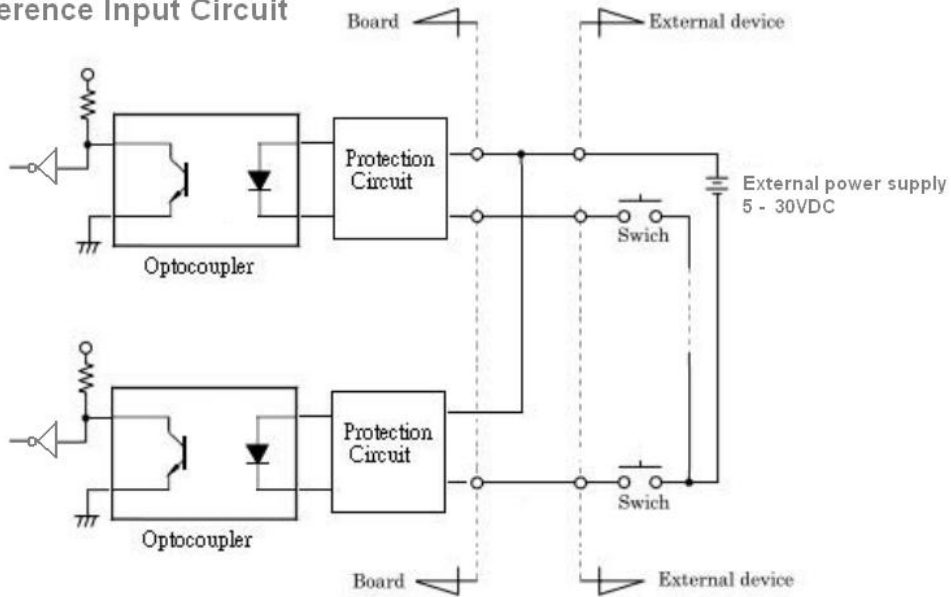 erence Input Circuit
Board
External device
Protection
Circuit
External power supply
5 - 30VDC
Swich
Optocoupler
Protection
Circuit
Swich
Optocoupler
Board
External device